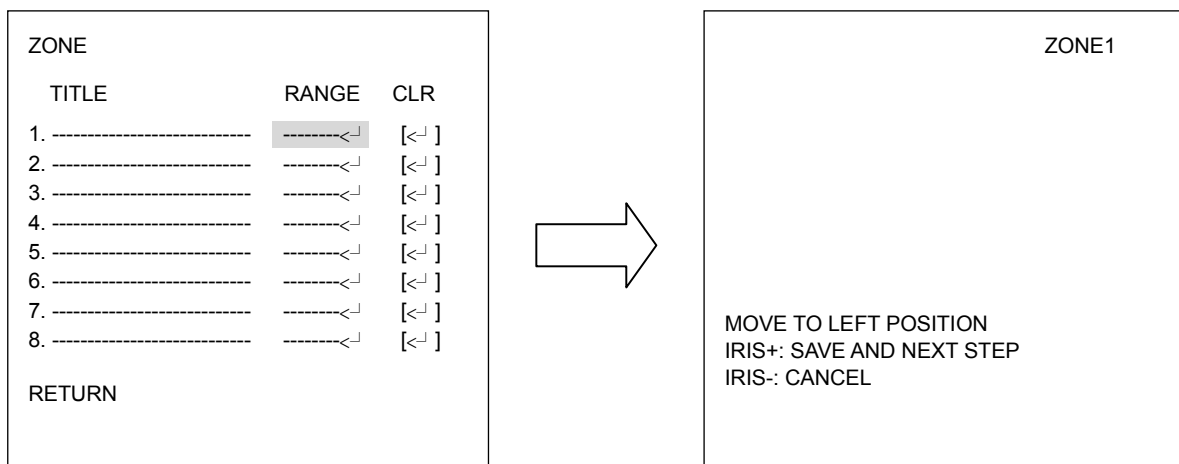 ZONE
TITLE RANGE CLR
1. ---------------------------- --------<┘ [<┘ ]
2. ---------------------------- --------<┘ [<┘ ]
3. ---------------------------- --------<┘ [<┘ ]
4. ---------------------------- --------<┘ [<┘ ]
5. ---------------------------- --------<┘ [<┘ ]
6. ---------------------------- --------<┘ [<┘ ]
7. ---------------------------- --------<┘ [<┘ ]
8. ---------------------------- --------<┘ [<┘ ]
RETURN
ZONE1
MOVE TO LEFT POSITION
IRIS+: SAVE AND NEXT STEP
IRIS-: CANCEL